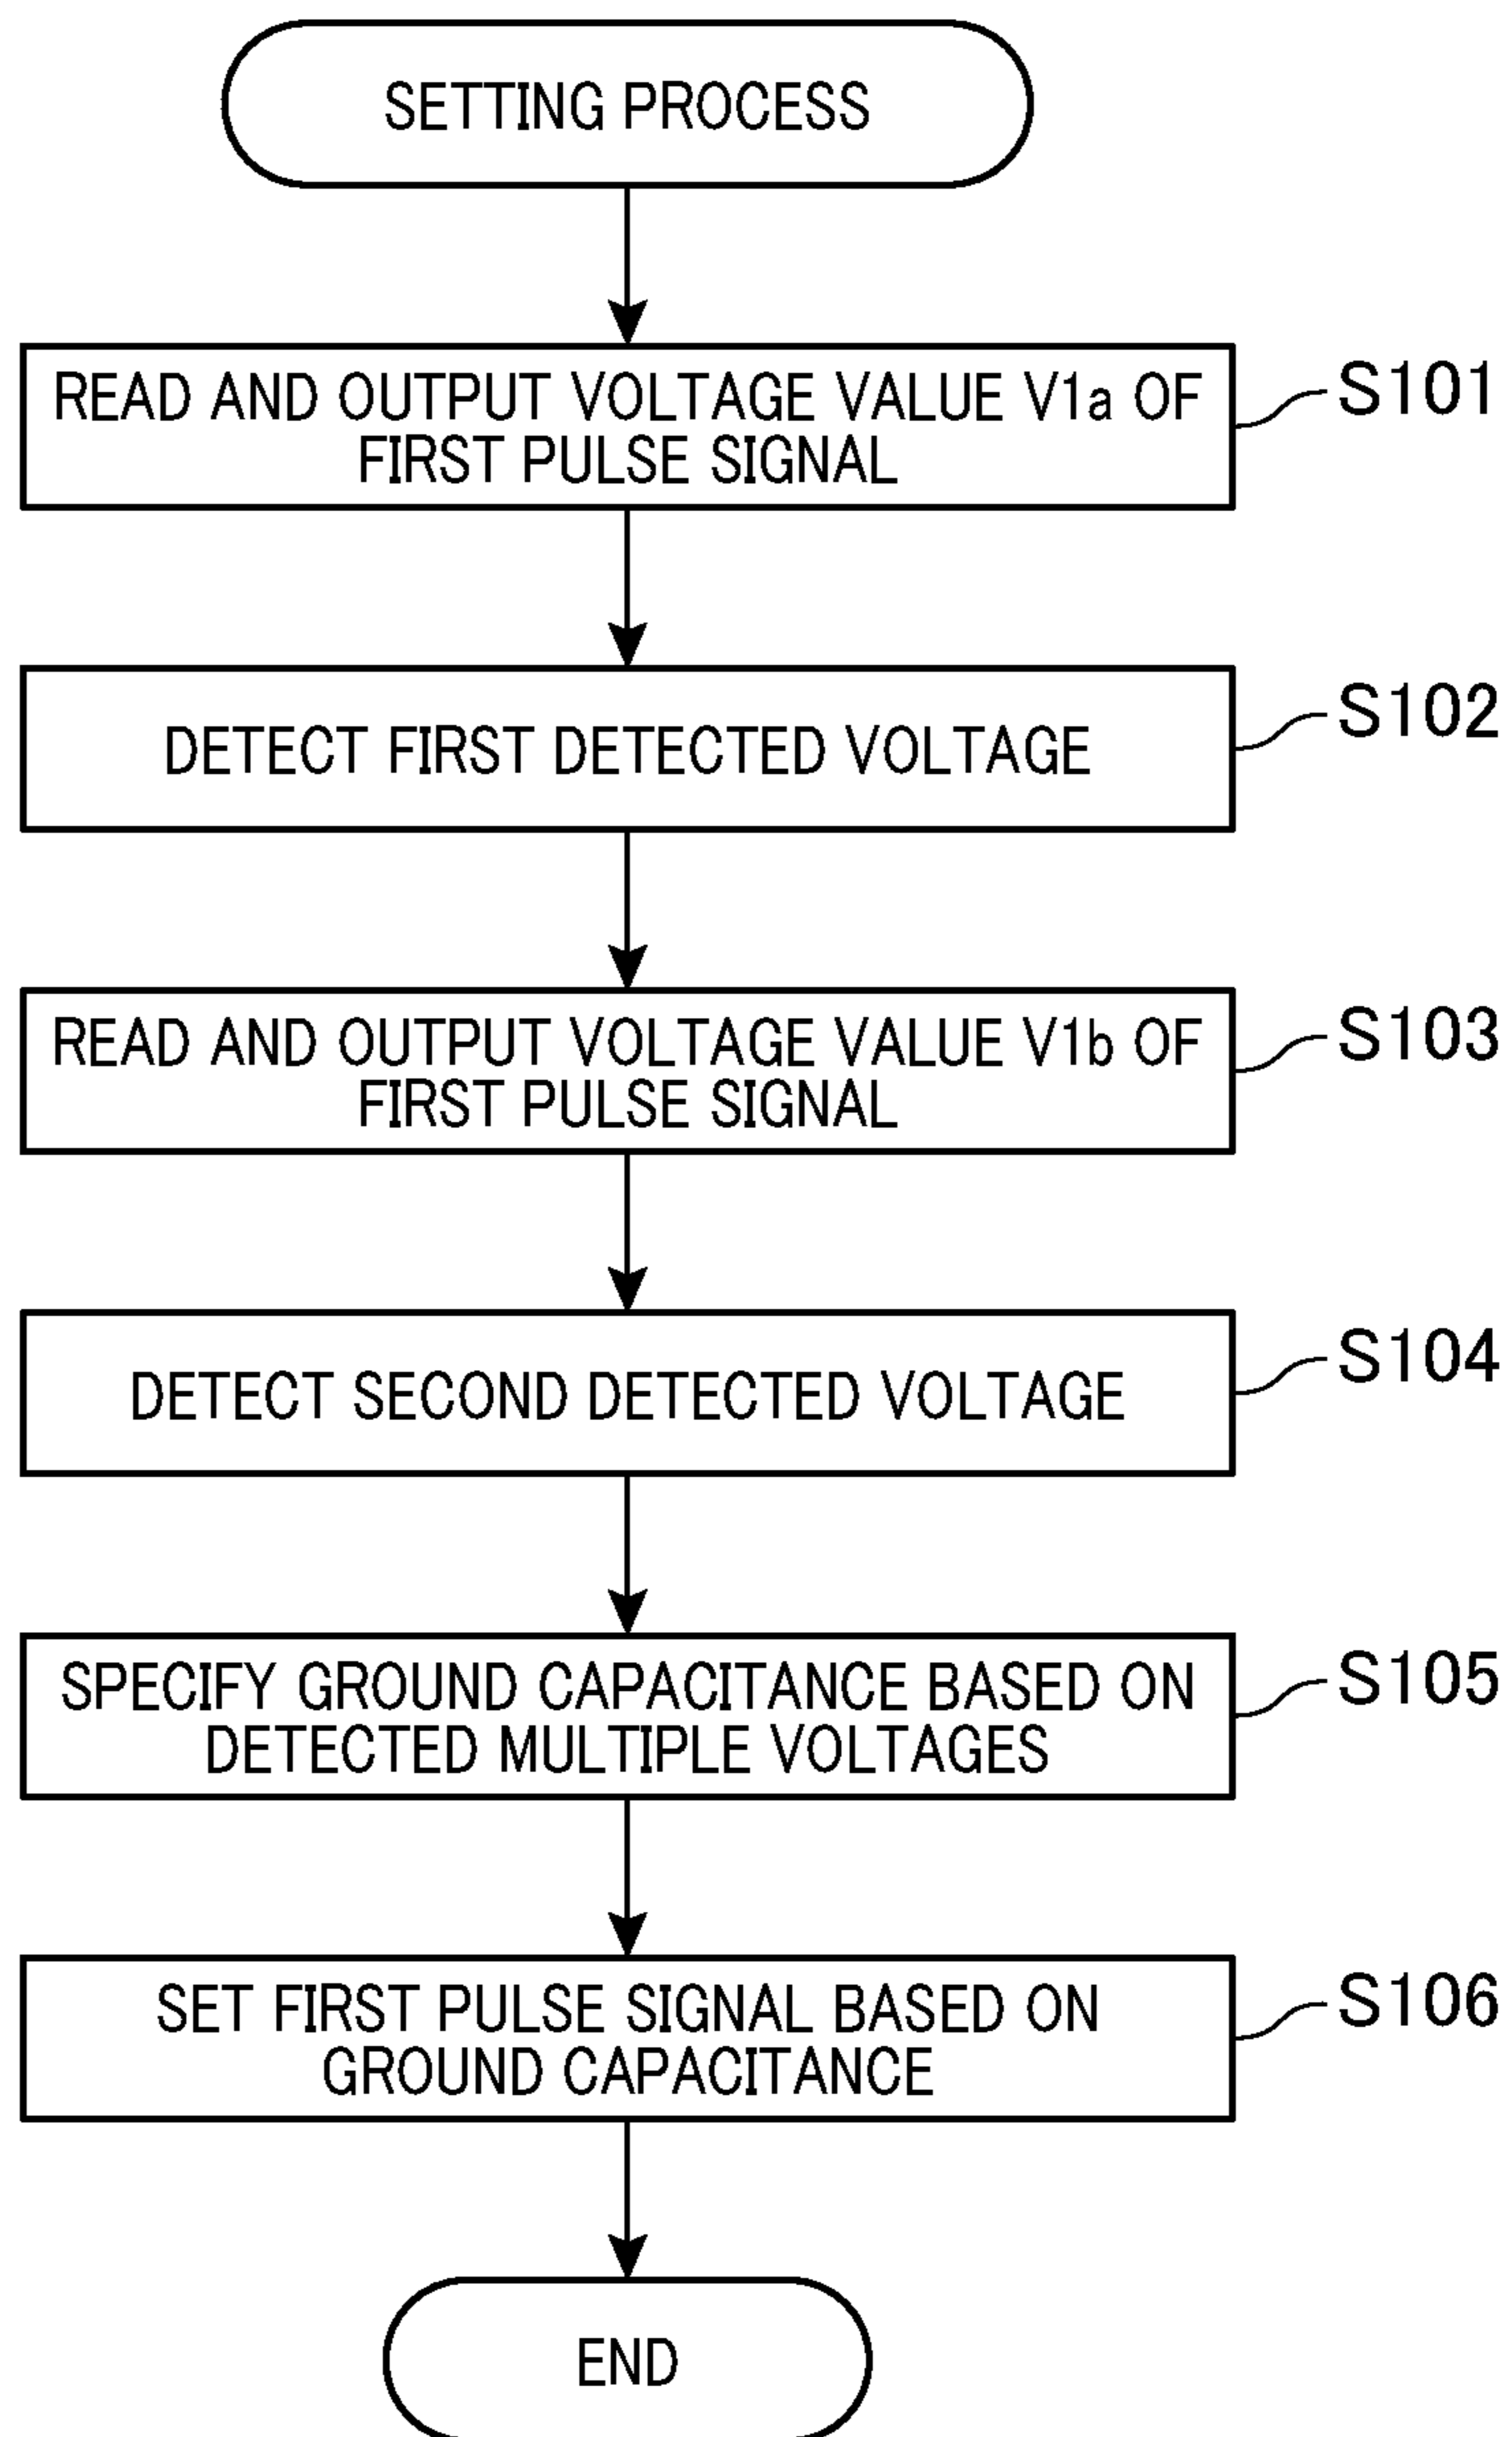 SETTING PROCESS
READ AND OUTPUT VOLTAGE VALUE V1a OF
FIRST PULSE SIGNAL
S101
DETECT FIRST DETECTED VOLTAGE
S102
READ AND OUTPUT VOLTAGE VALUE V1b OF
FIRST PULSE SIGNAL
S103
DETECT SECOND DETECTED VOLTAGE
S104
SPECIFY GROUND CAPACITANCE BASED ON
DETECTED MULTIPLE VOLTAGES
S105
SET FIRST PULSE SIGNAL BASED ON
GROUND CAPACITANCE
S106
END